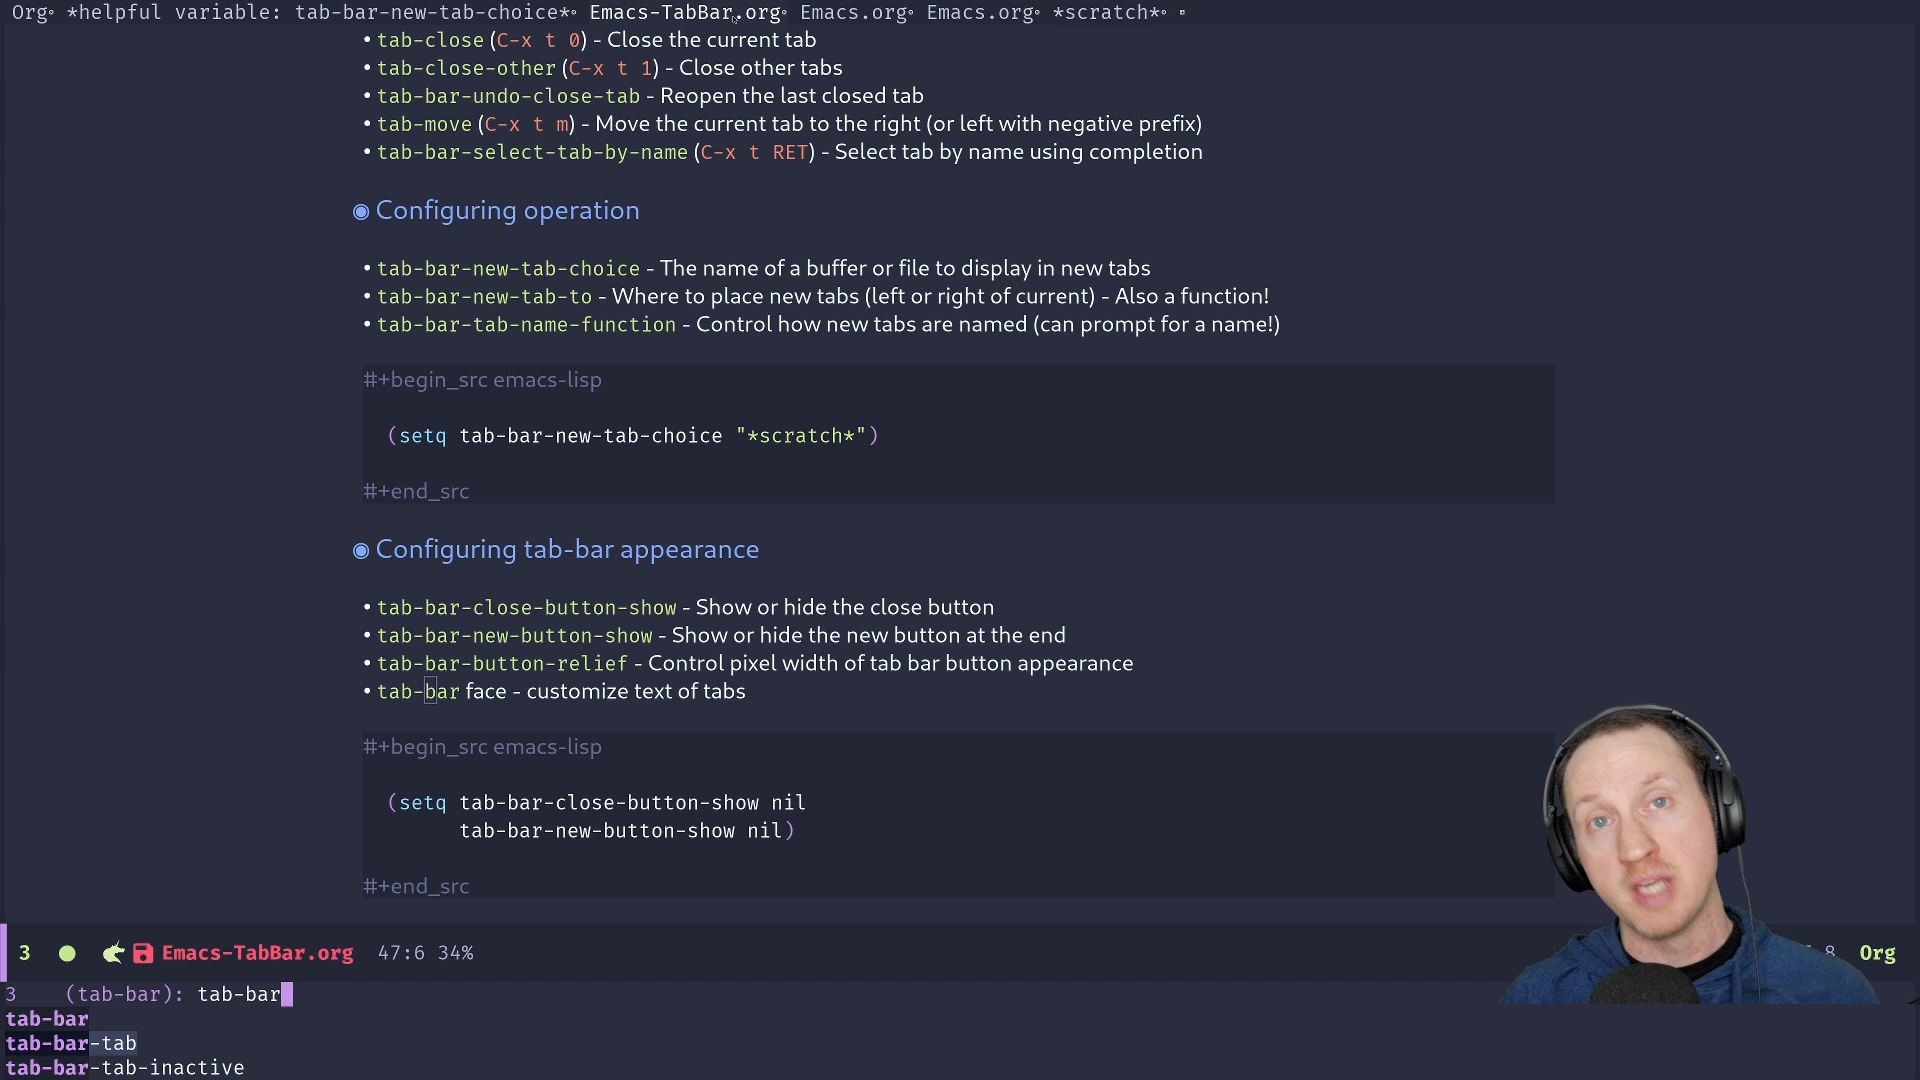 Org *helpful variable: tab-bar-new-tab-choice* Emacs-TabBar.org Emacs.org Emacs.org *scratch*
• tab-close (C-x t 0) - Close the current tab
• tab-close-other (C-x t 1) - Close other tabs
• tab-bar-undo-close-tab - Reopen the last closed tab
• tab-move (C-x t m) - Move the current tab to the right (or left with negative prefix)
• tab-bar-select-tab-by-name (C-x t RET) - Select tab by name using completion
◉ Configuring operation
• tab-bar-new-tab-choice - The name of a buffer or file to display in new tabs
• tab-bar-new-tab-to - Where to place new tabs (left or right of current) - Also a function!
• tab-bar-tab-name-function - Control how new tabs are named (can prompt for a name!)
#+begin_src emacs-lisp
(setq tab-bar-new-tab-choice "*scratch*")
#+end_src
◉ Configuring tab-bar appearance
• tab-bar-close-button-show - Show or hide the close button
• tab-bar-new-button-show - Show or hide the new button at the end
• tab-bar-button-relief - Control pixel width of tab bar button appearance
• tab-bar face - customize text of tabs
#+begin_src emacs-lisp
(setq tab-bar-close-button-show nil
tab-bar-new-button-show nil)
#+end_src
3 Emacs-TabBar.org 47:6 34% 8 Org
3 (tab-bar): tab-bar
tab-bar
tab-bar-tab
tab-bar-tab-inactive